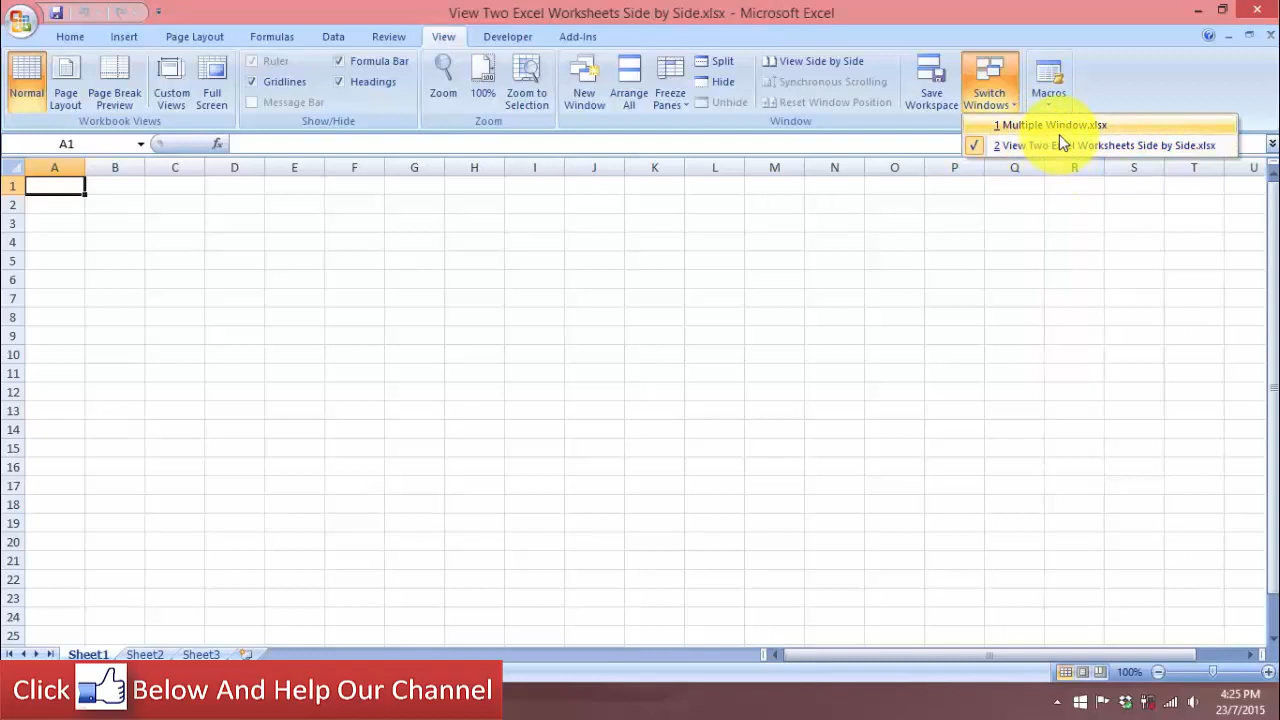 View Two Excel Worksheets Side by Side.xlsx - Microsoft Excel
Home Insert Page Layout Formulas Data Review View Developer Add-Ins
Normal
Page Layout
Page Break Preview
Custom Views
Full Screen
Workbook Views
Ruler
Formula Bar
Gridlines
Headings
Message Bar
Show/Hide
Zoom
100%
Zoom to Selection
Zoom
New Window
Arrange All
Freeze Panes
Split
Hide
Unhide
View Side by Side
Synchronous Scrolling
Reset Window Position
Window
Save Workspace
Switch Windows
Macros
1 Multiple Window.xlsx
2 View Two Excel Worksheets Side by Side.xlsx
A1
fx
A B C D E F G H I J K L M N O P Q R S T U
1
2
3
4
5
6
7
8
9
10
11
12
13
14
15
16
17
18
19
20
21
22
23
24
25
Sheet1 Sheet2 Sheet3
100%
Click Below And Help Our Channel
4:25 PM
23/7/2015